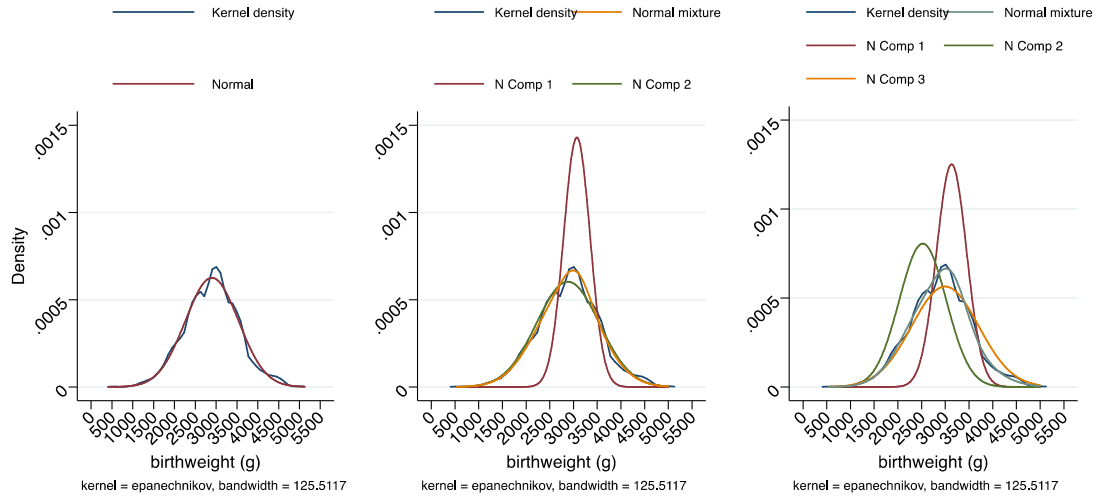 Kernel density
Normal
.0015
.001
.0005
0
Density
0 500 1000 1500 2000 2500 3000 3500 4000 4500 5000 5500
birthweight (g)
kernel = epanechnikov, bandwidth = 125.5117
Kernel density Normal mixture
N Comp 1 N Comp 2
.0015
.001
.0005
0
0 500 1000 1500 2000 2500 3000 3500 4000 4500 5000 5500
birthweight (g)
kernel = epanechnikov, bandwidth = 125.5117
Kernel density Normal mixture
N Comp 1 N Comp 2
N Comp 3
.0015
.001
.0005
0
0 500 1000 1500 2000 2500 3000 3500 4000 4500 5000 5500
birthweight (g)
kernel = epanechnikov, bandwidth = 125.5117